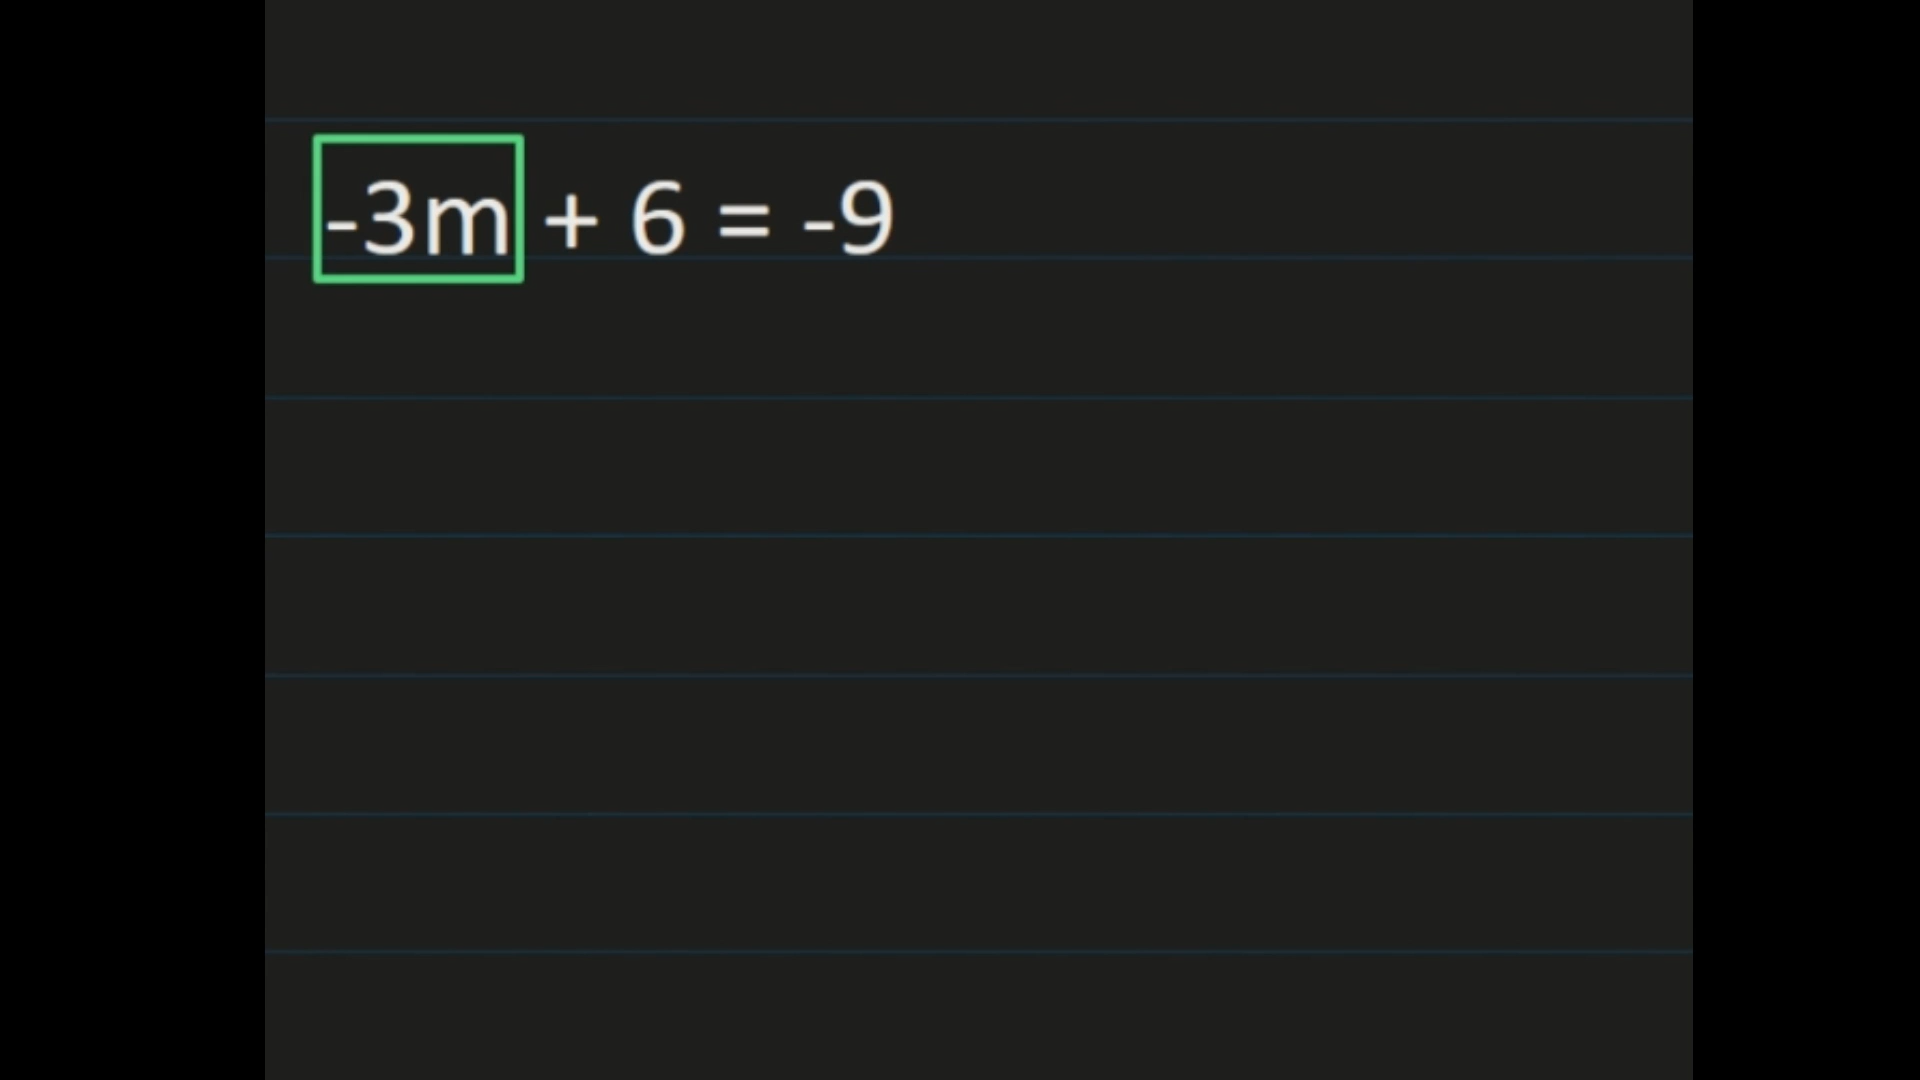 -3m + 6 = -9